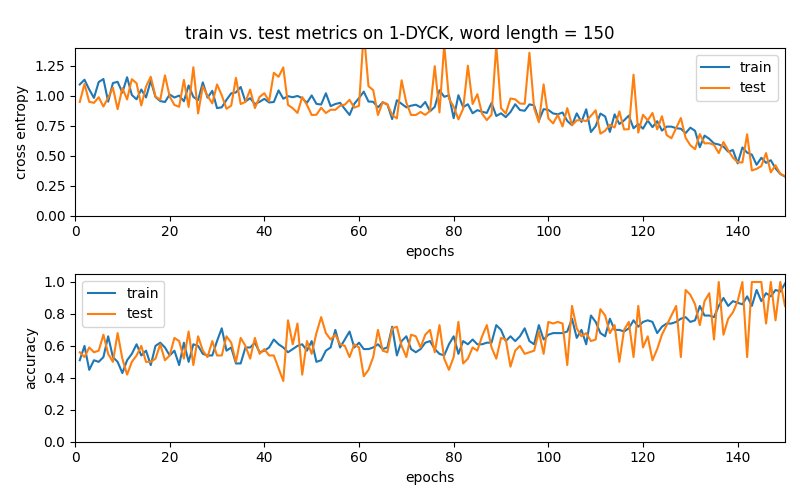 train vs. test metrics on 1-DYCK, word length = 150
1.25
1.00
0.75
0.50
0.25
0.00
cross entropy
train
test
0 20 40 60 80 100 120 140
epochs
1.0
0.8
0.6
0.4
0.2
0.0
accuracy
train
test
0 20 40 60 80 100 120 140
epochs